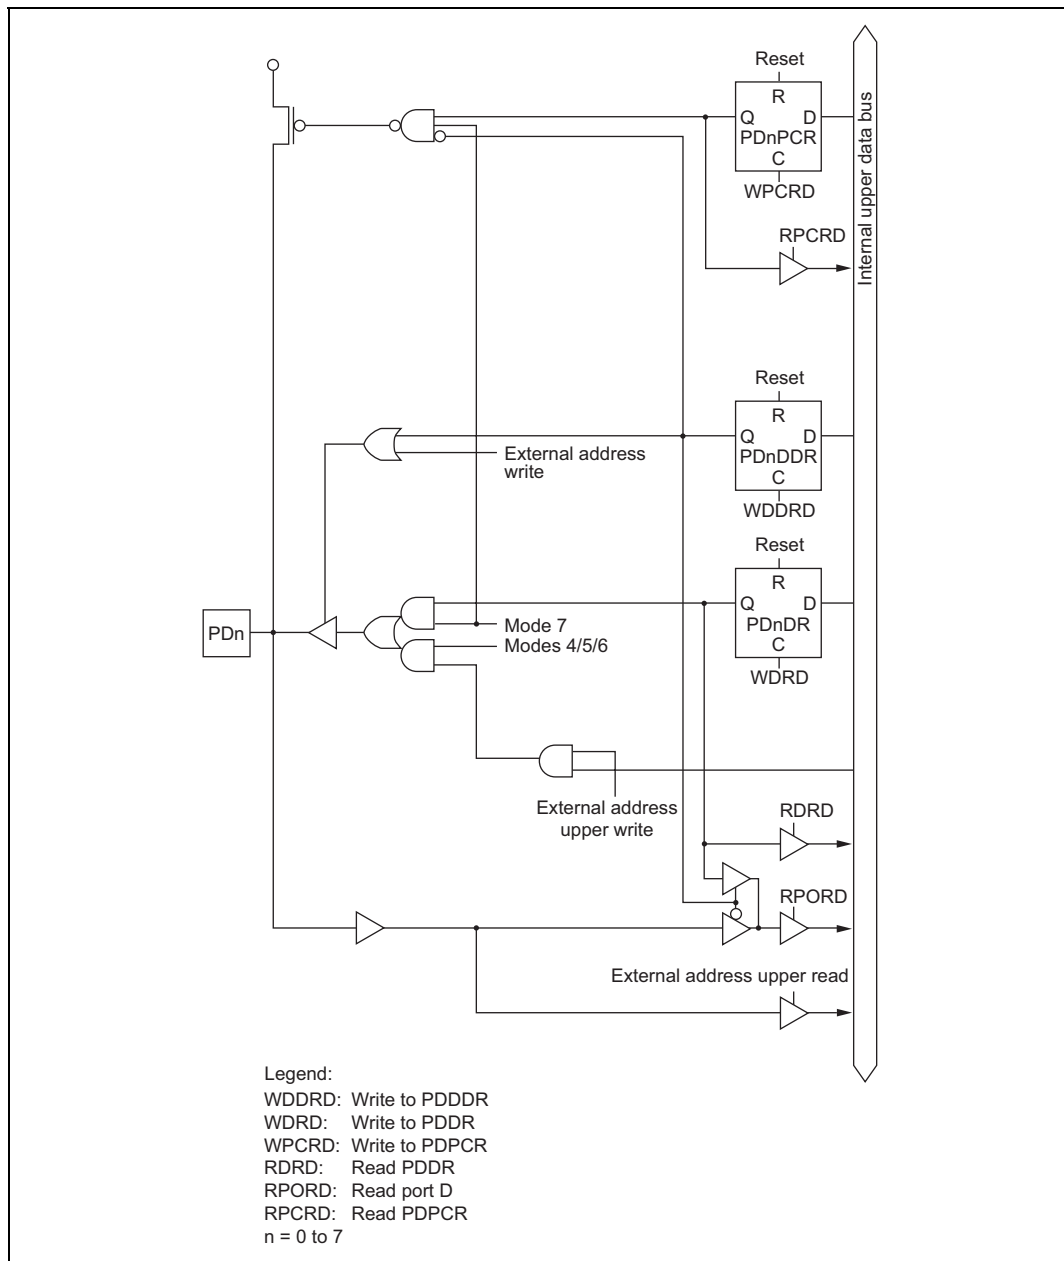 Reset
R
Q D
PDnPCR
C
WPCRD
RPCRD
Internal upper data bus
Reset
R
Q D
PDnDDR
C
WDDRD
External address
write
Reset
R
Q D
PDnDR
C
WDRD
PDn
Mode 7
Modes 4/5/6
External address
upper write
RDRD
RPORD
External address upper read
Legend:
WDDRD: Write to PDDDR
WDRD: Write to PDDR
WPCRD: Write to PDPCR
RDRD: Read PDDR
RPORD: Read port D
RPCRD: Read PDPCR
n = 0 to 7